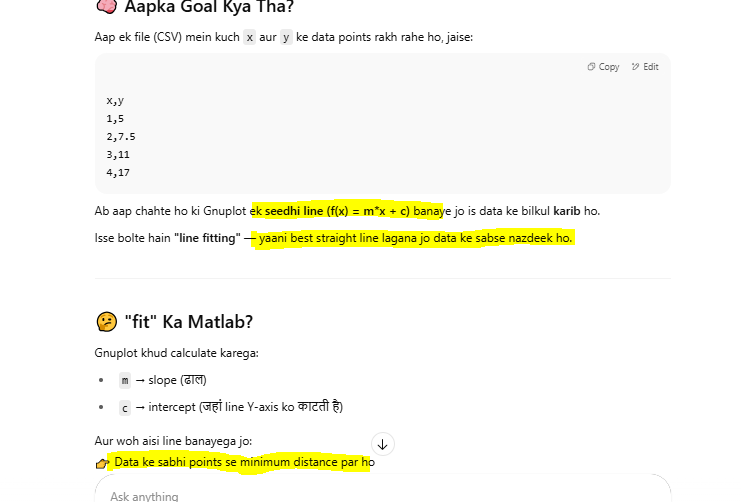 🧠 Aapka Goal Kya Tha?
Aap ek file (CSV) mein kuch x aur y ke data points rakh rahe ho, jaise:
Copy Edit
x,y
1,5
2,7.5
3,11
4,17
Ab aap chahte ho ki Gnuplot ek seedhi line (f(x) = m*x + c) banaye jo is data ke bilkul karib ho.
Isse bolte hain "line fitting" — yaani best straight line lagana jo data ke sabse nazdeek ho.
🤔 "fit" Ka Matlab?
Gnuplot khud calculate karega:
• m → slope (ढाल)
• c → intercept (जहां line Y-axis ko काटती है)
Aur woh aisi line banayega jo:
👉 Data ke sabhi points se minimum distance par ho
Ask anything